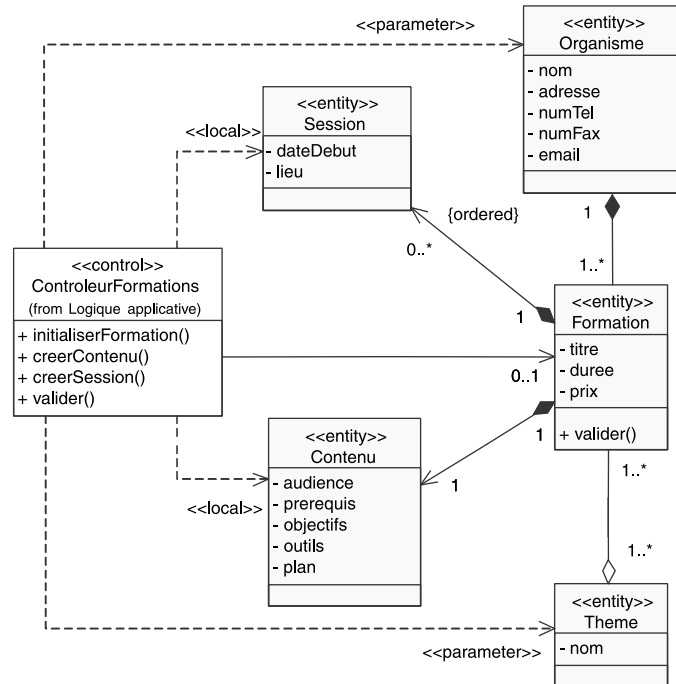 <<parameter>>
<<entity>>
Organisme
- nom
- adresse
- numTel
- numFax
- email
<<entity>>
Session
- dateDebut
- lieu
<<local>>
{ordered}
0..*
1
1
1..*
<<control>>
ControleurFormations
(from Logique applicative)
+ initialiserFormation()
+ creerContenu()
+ creerSession()
+ valider()
<<entity>>
Formation
- titre
- duree
- prix
+ valider()
0..1
1
1
<<entity>>
Contenu
- audience
- prerequis
- objectifs
- outils
- plan
<<local>>
1..*
1..*
<<entity>>
Theme
- nom
<<parameter>>